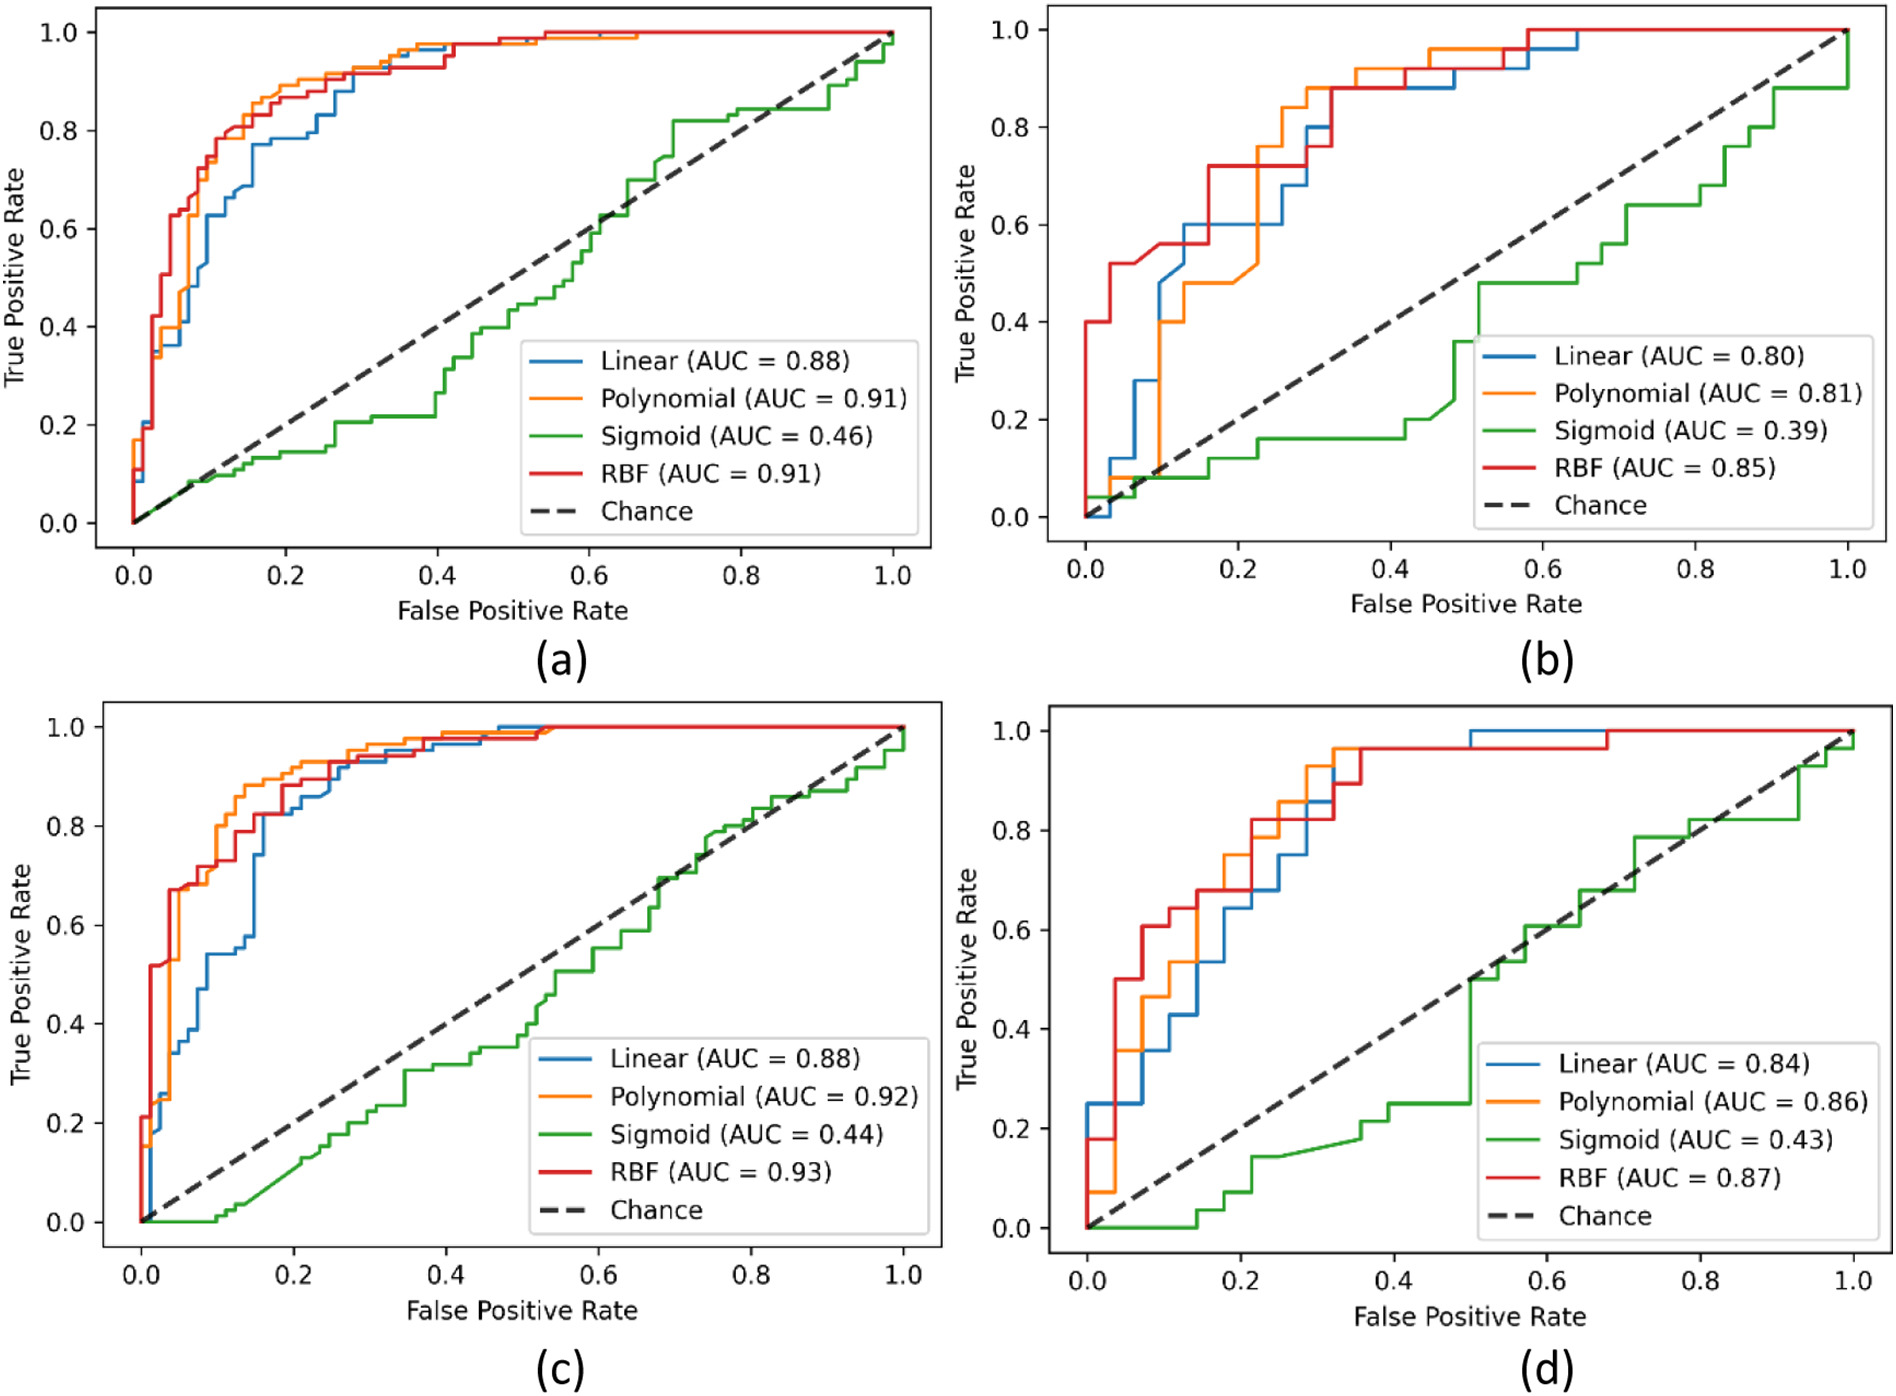 1.0
0.8
0.6
0.4
0.2
0.0
True Positive Rate
Linear (AUC = 0.88)
Polynomial (AUC = 0.91)
Sigmoid (AUC = 0.46)
RBF (AUC = 0.91)
Chance
0.0 0.2 0.4 0.6 0.8 1.0
False Positive Rate
(a)
1.0
0.8
0.6
0.4
0.2
0.0
True Positive Rate
Linear (AUC = 0.80)
Polynomial (AUC = 0.81)
Sigmoid (AUC = 0.39)
RBF (AUC = 0.85)
Chance
0.0 0.2 0.4 0.6 0.8 1.0
False Positive Rate
(b)
1.0
0.8
0.6
0.4
0.2
0.0
True Positive Rate
Linear (AUC = 0.88)
Polynomial (AUC = 0.92)
Sigmoid (AUC = 0.44)
RBF (AUC = 0.93)
Chance
0.0 0.2 0.4 0.6 0.8 1.0
False Positive Rate
(c)
1.0
0.8
0.6
0.4
0.2
0.0
True Positive Rate
Linear (AUC = 0.84)
Polynomial (AUC = 0.86)
Sigmoid (AUC = 0.43)
RBF (AUC = 0.87)
Chance
0.0 0.2 0.4 0.6 0.8 1.0
False Positive Rate
(d)